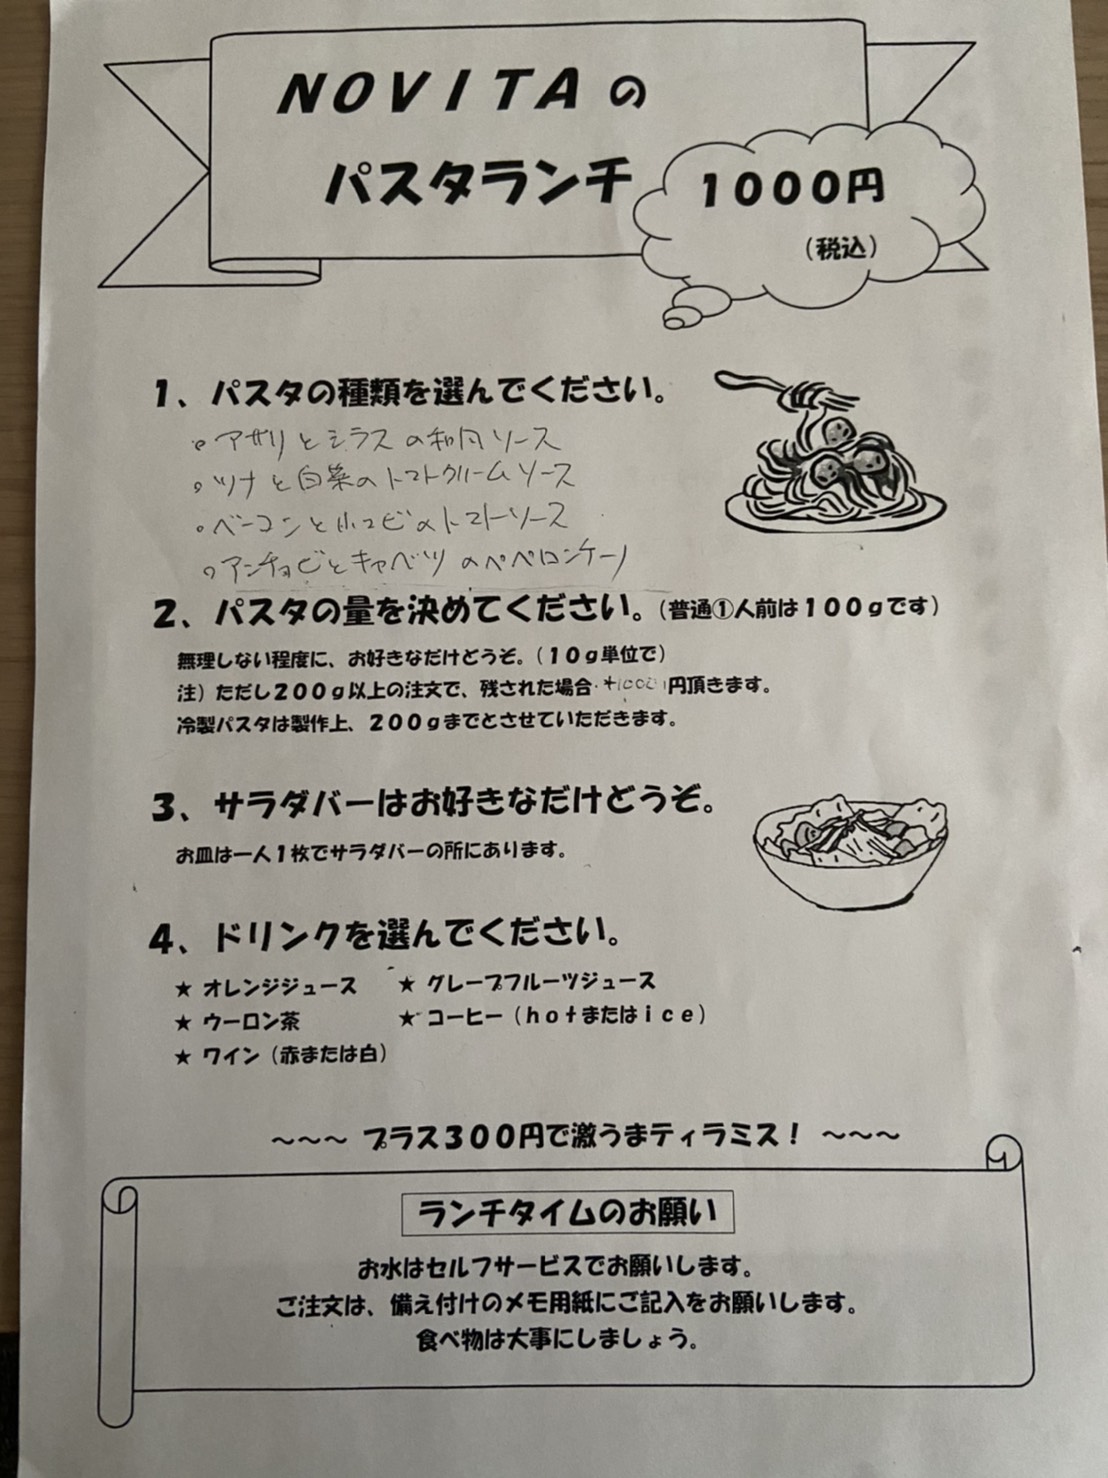 NOVITAの
パスタランチ
1000円
（税込）
1、パスタの種類を選んでください。
・アサリとシラスの和風ソース
・ツナと白菜のトマトクリームソース
・ベーコンと小エビのトマトソース
・アンチョビとキャベツのペペロンチーノ
2、パスタの量を決めてください。（普通①人前は100gです）
無理しない程度に、お好きなだけどうぞ。（10g単位で）
注）ただし200g以上の注文で、残された場合+1000円頂きます。
冷製パスタは製作上、200gまでとさせていただきます。
3、サラダバーはお好きなだけどうぞ。
お皿は一人1枚でサラダバーの所にあります。
4、ドリンクを選んでください。
★ オレンジジュース ★ グレープフルーツジュース
★ ウーロン茶 ★ コーヒー（hotまたはice）
★ ワイン（赤または白）
～～～ プラス300円で激うまティラミス！ ～～～
ランチタイムのお願い
お水はセルフサービスでお願いします。
ご注文は、備え付けのメモ用紙にご記入をお願いします。
食べ物は大事にしましょう。